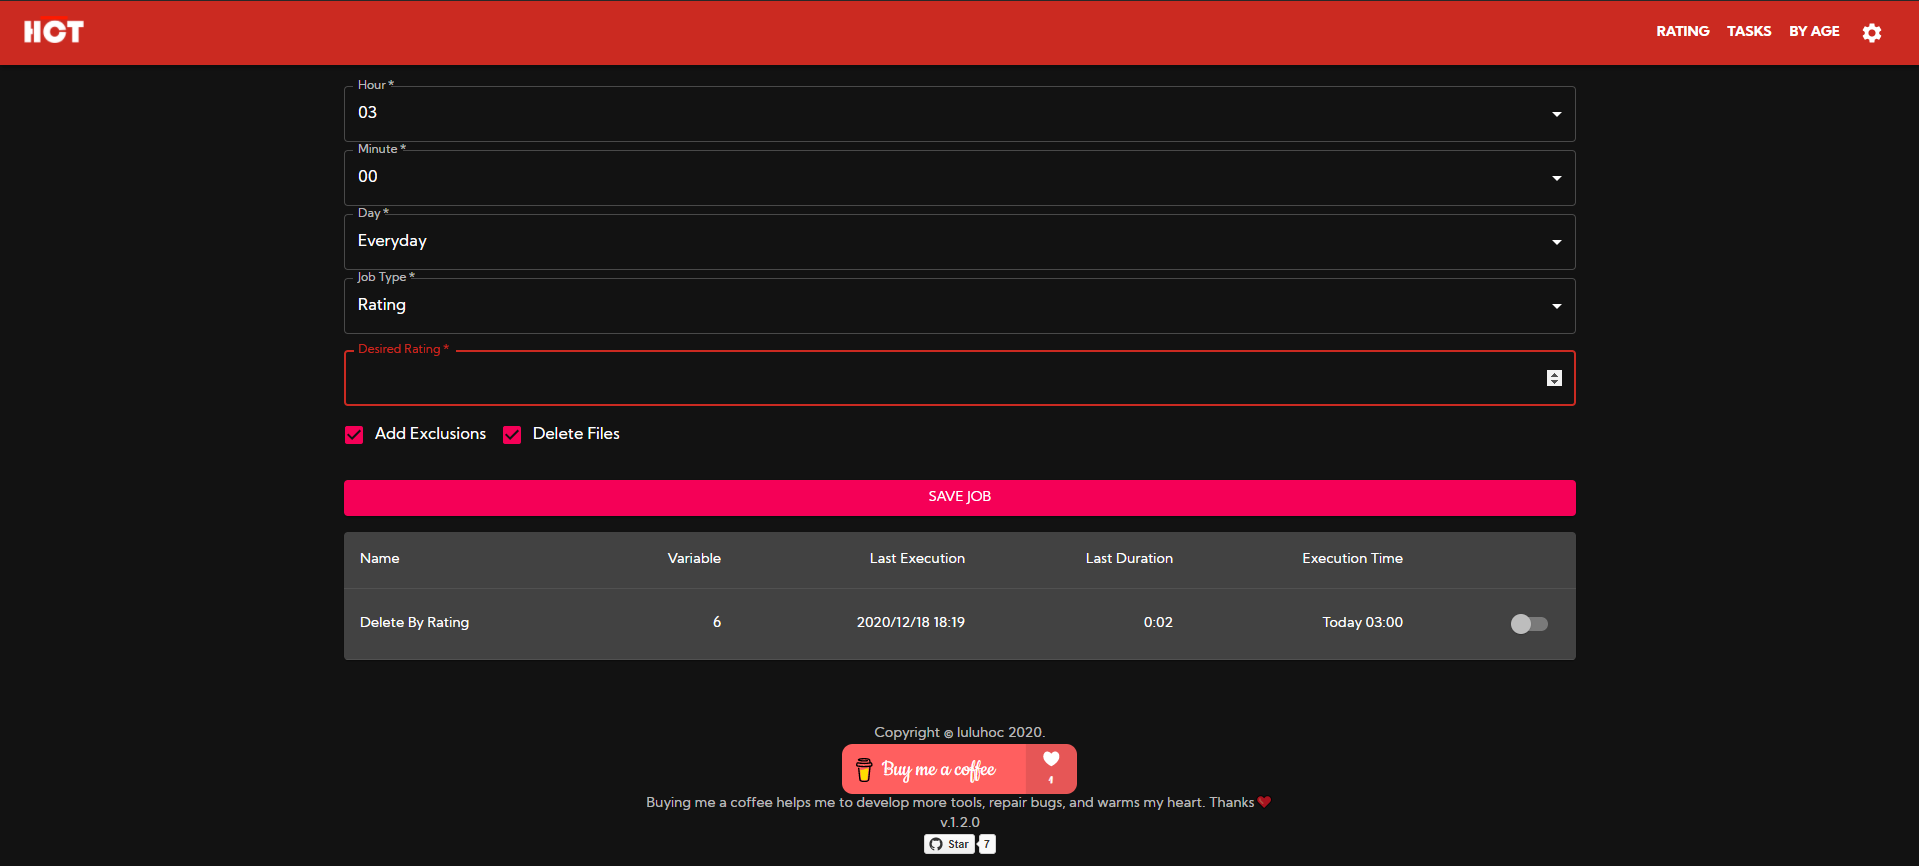 HCT
RATING TASKS BY AGE
Hour *
03
Minute *
00
Day *
Everyday
Job Type *
Rating
Desired Rating *
Add Exclusions Delete Files
SAVE JOB
Name Variable Last Execution Last Duration Execution Time
Delete By Rating 6 2020/12/18 18:19 0:02 Today 03:00
Copyright © luluhoc 2020.
Buy me a coffee
1
Buying me a coffee helps me to develop more tools, repair bugs, and warms my heart. Thanks
v.1.2.0
Star 7